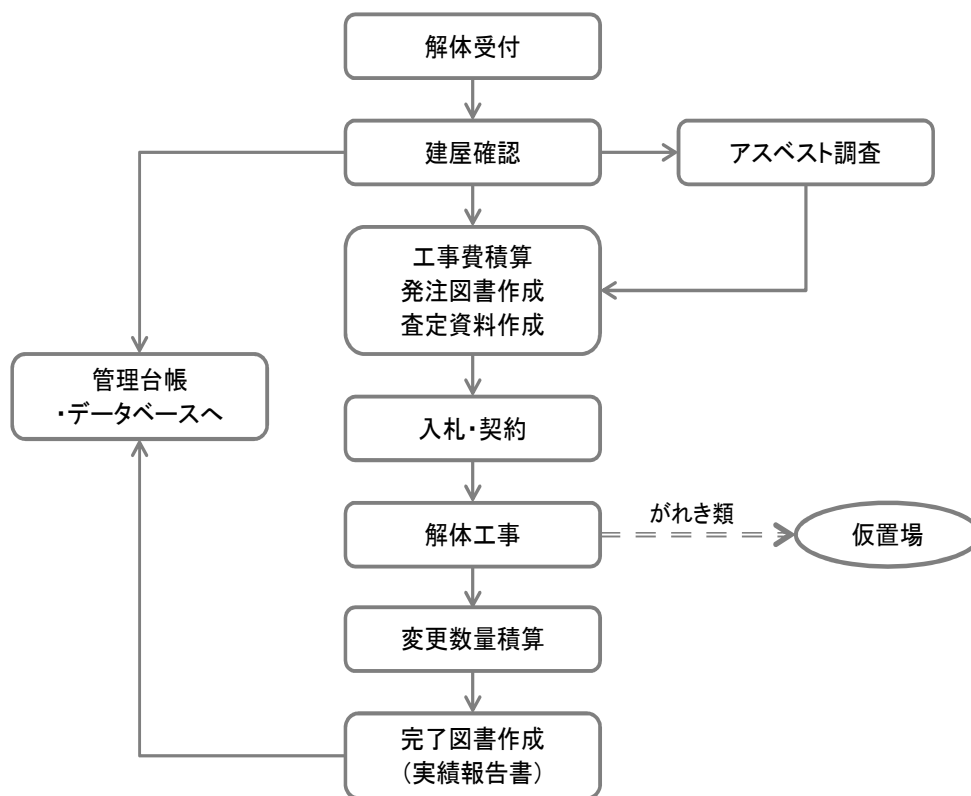 解体受付
建屋確認
アスベスト調査
工事費積算
発注図書作成
査定資料作成
管理台帳
・データベースへ
入札・契約
解体工事
がれき類
仮置場
変更数量積算
完了図書作成
（実績報告書）